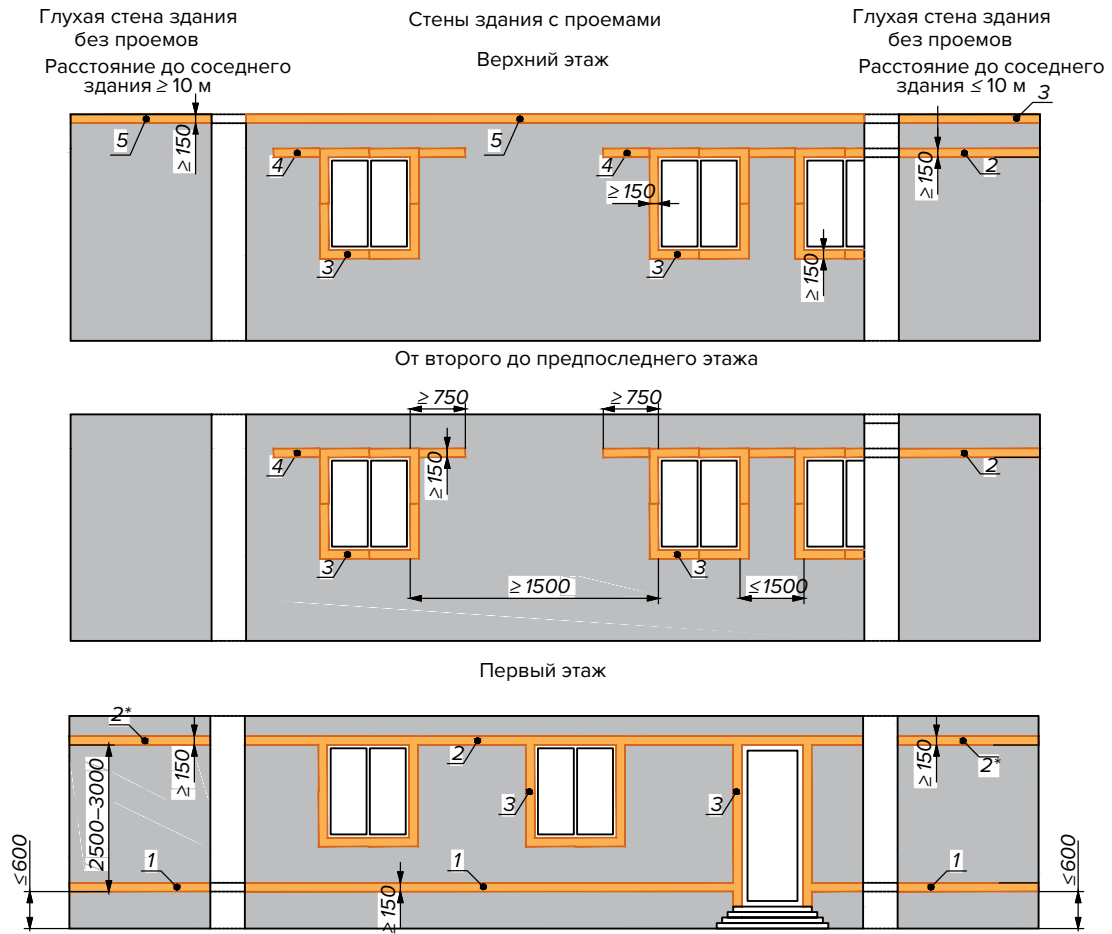 Глухая стена здания
без проемов
Расстояние до соседнего
здания ≥ 10 м
Стены здания с проемами
Верхний этаж
Глухая стена здания
без проемов
Расстояние до соседнего
здания ≤ 10 м
3
5
≥ 150
5
4
4
≥ 150
2
≥ 150
3
3
≥ 150
От второго до предпоследнего этажа
≥ 750
≥ 750
4
≥ 150
2
3
3
≥ 1500
≤ 1500
Первый этаж
2*
≥ 150
2
≥ 150
2*
2500–3000
3
3
≤ 600
1
1
≥ 150
1
≤ 600